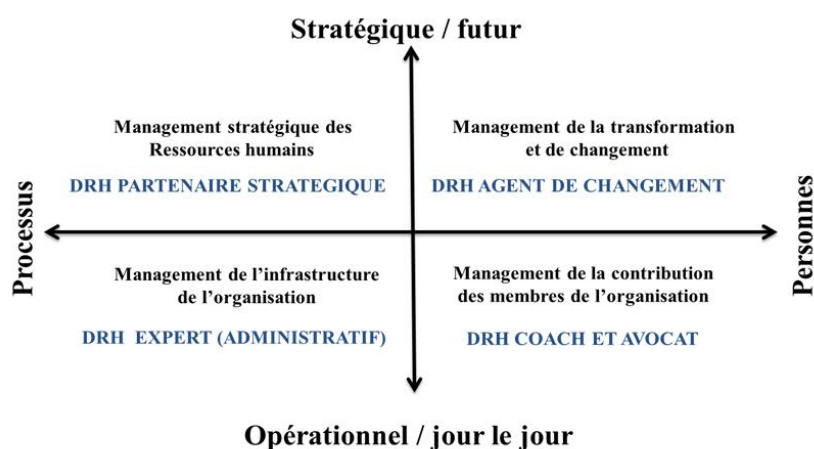 Stratégique / futur
Management stratégique des
Ressources humains
DRH PARTENAIRE STRATEGIQUE
Management de la transformation
et de changement
DRH AGENT DE CHANGEMENT
Processus
Personnes
Management de l'infrastructure
de l'organisation
DRH EXPERT (ADMINISTRATIF)
Management de la contribution
des membres de l'organisation
DRH COACH ET AVOCAT
Opérationnel / jour le jour